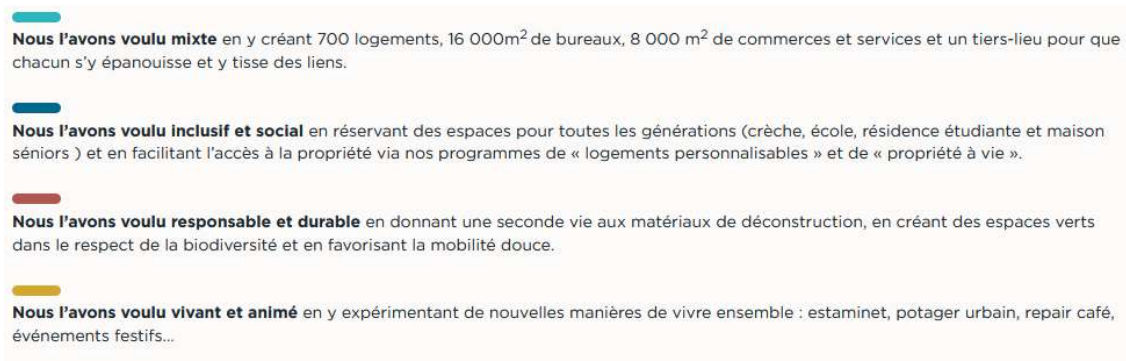 Nous l'avons voulu mixte en y créant 700 logements, 16 000m² de bureaux, 8 000 m² de commerces et services et un tiers-lieu pour que
chacun s'y épanouisse et y tisse des liens.
Nous l'avons voulu inclusif et social en réservant des espaces pour toutes les générations (crèche, école, résidence étudiante et maison
séniors ) et en facilitant l'accès à la propriété via nos programmes de « logements personnalisables » et de « propriété à vie ».
Nous l'avons voulu responsable et durable en donnant une seconde vie aux matériaux de déconstruction, en créant des espaces verts
dans le respect de la biodiversité et en favorisant la mobilité douce.
Nous l'avons voulu vivant et animé en y expérimentant de nouvelles manières de vivre ensemble : estaminet, potager urbain, repair café,
événements festifs...